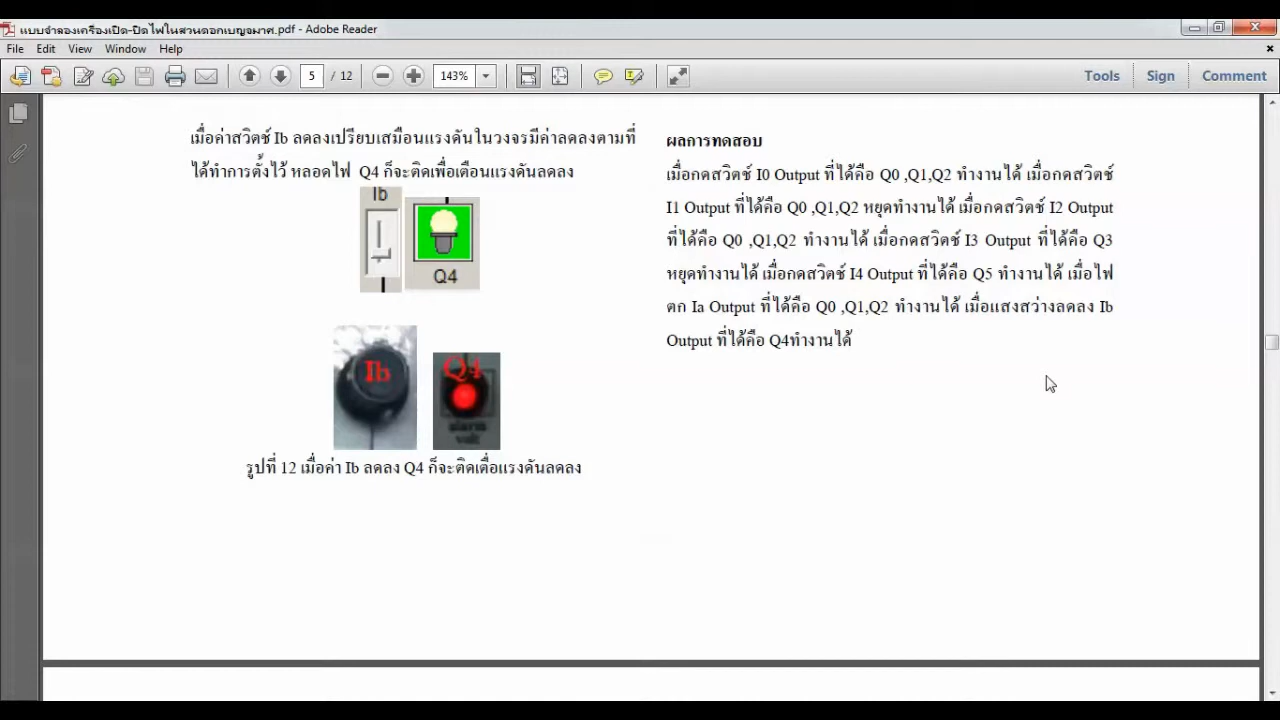 แบบจำลองเครื่องเปิด-ปิดไฟในสวนดอกเบญจมาศ.pdf - Adobe Reader
File Edit View Window Help
5 / 12 143% Tools Sign Comment
เมื่อค่าสวิตช์ Ib ลดลงเปรียบเสมือนแรงดันในวงจรมีค่าลดลงตามที่
ได้ทำการตั้งไว้ หลอดไฟ Q4 ก็จะติดเพื่อเตือนแรงดันลดลง
Ib
Q4
Ib Q4
alarm
volt
รูปที่ 12 เมื่อค่า Ib ลดลง Q4 ก็จะติดเตื่อแรงดันลดลง
ผลการทดสอบ
เมื่อกดสวิตช์ I0 Output ที่ได้คือ Q0 ,Q1,Q2 ทำงานได้ เมื่อกดสวิตช์
I1 Output ที่ได้คือ Q0 ,Q1,Q2 หยุดทำงานได้ เมื่อกดสวิตช์ I2 Output
ที่ได้คือ Q0 ,Q1,Q2 ทำงานได้ เมื่อกดสวิตช์ I3 Output ที่ได้คือ Q3
หยุดทำงานได้ เมื่อกดสวิตช์ I4 Output ที่ได้คือ Q5 ทำงานได้ เมื่อไฟ
ตก Ia Output ที่ได้คือ Q0 ,Q1,Q2 ทำงานได้ เมื่อแสงสว่างลดลง Ib
Output ที่ได้คือ Q4ทำงานได้